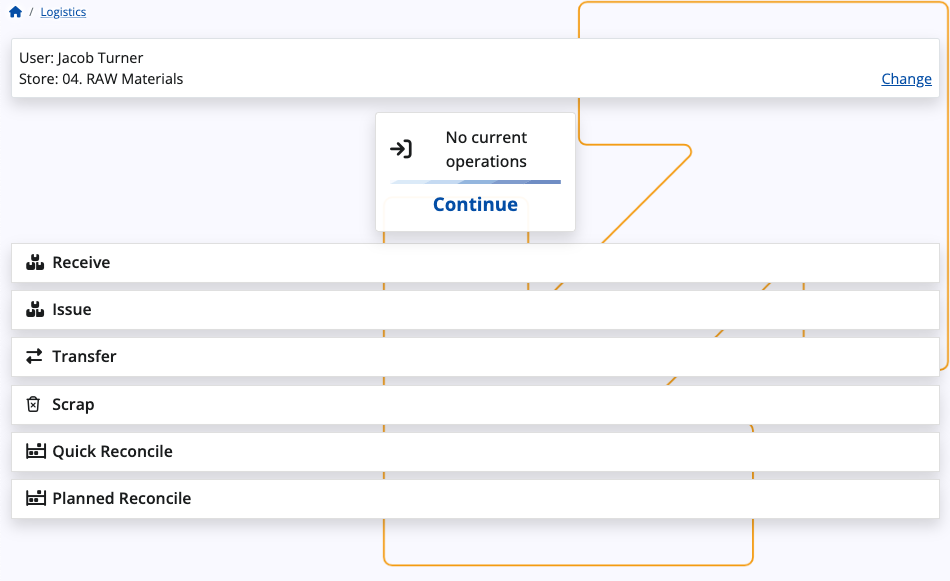 / Logistics
User: Jacob Turner
Store: 04. RAW Materials
Change
No current
operations
Continue
Receive
Issue
Transfer
Scrap
Quick Reconcile
Planned Reconcile